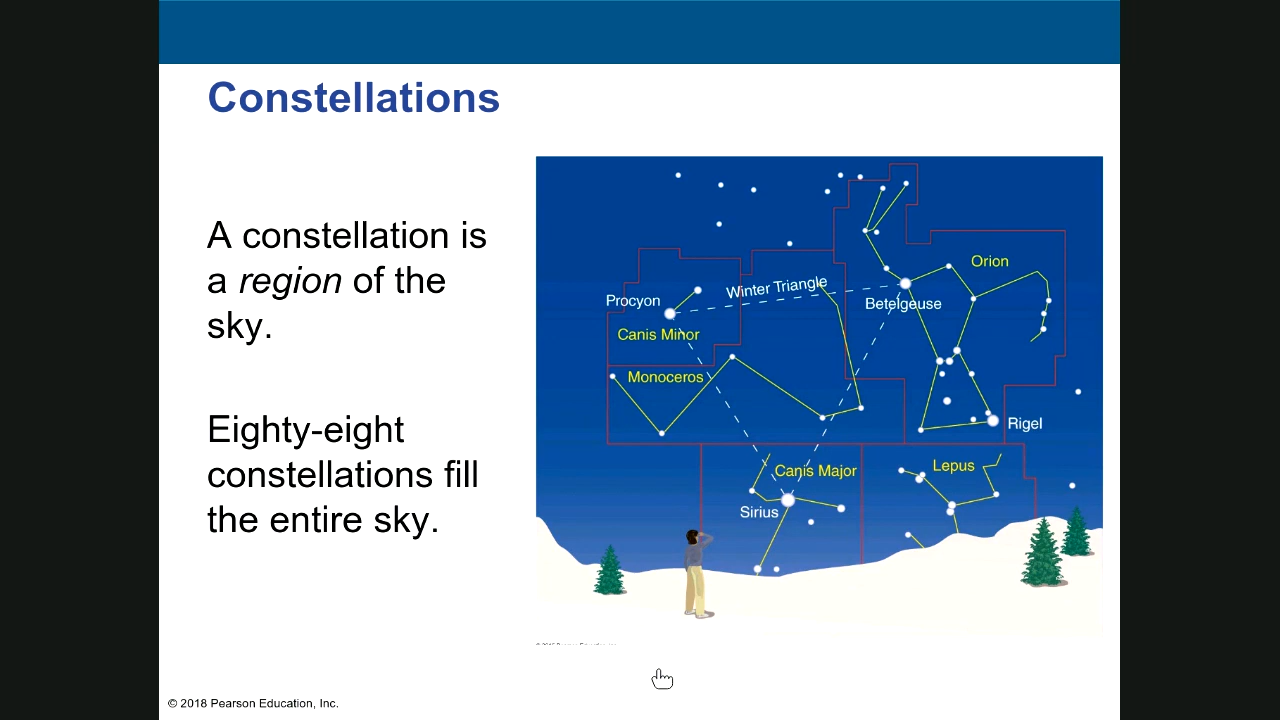 Constellations
A constellation is
a region of the
sky.
Eighty-eight
constellations fill
the entire sky.
Orion
Winter Triangle
Procyon
Betelgeuse
Canis Minor
Monoceros
Rigel
Canis Major
Lepus
Sirius
© 2018 Pearson Education, Inc.